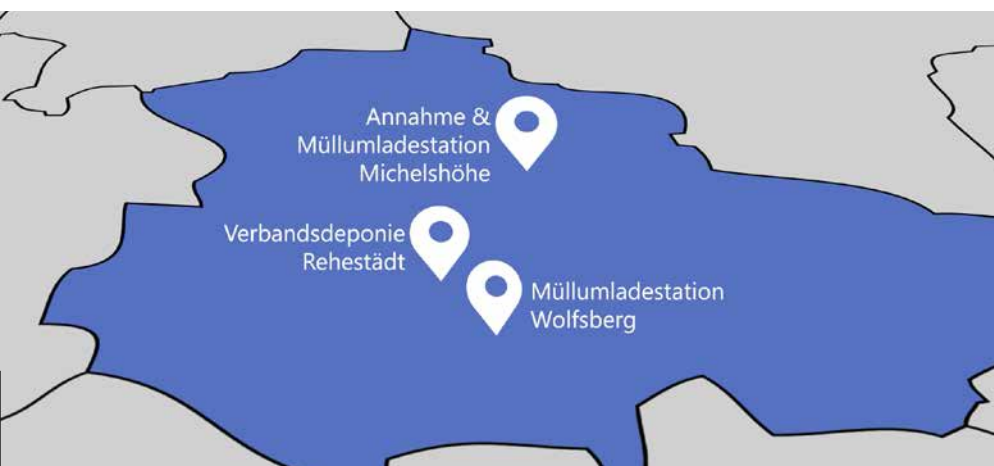 Annahme &
Müllumladestation
Michelshöhe
Verbandsdeponie
Rehestädt
Müllumladestation
Wolfsberg